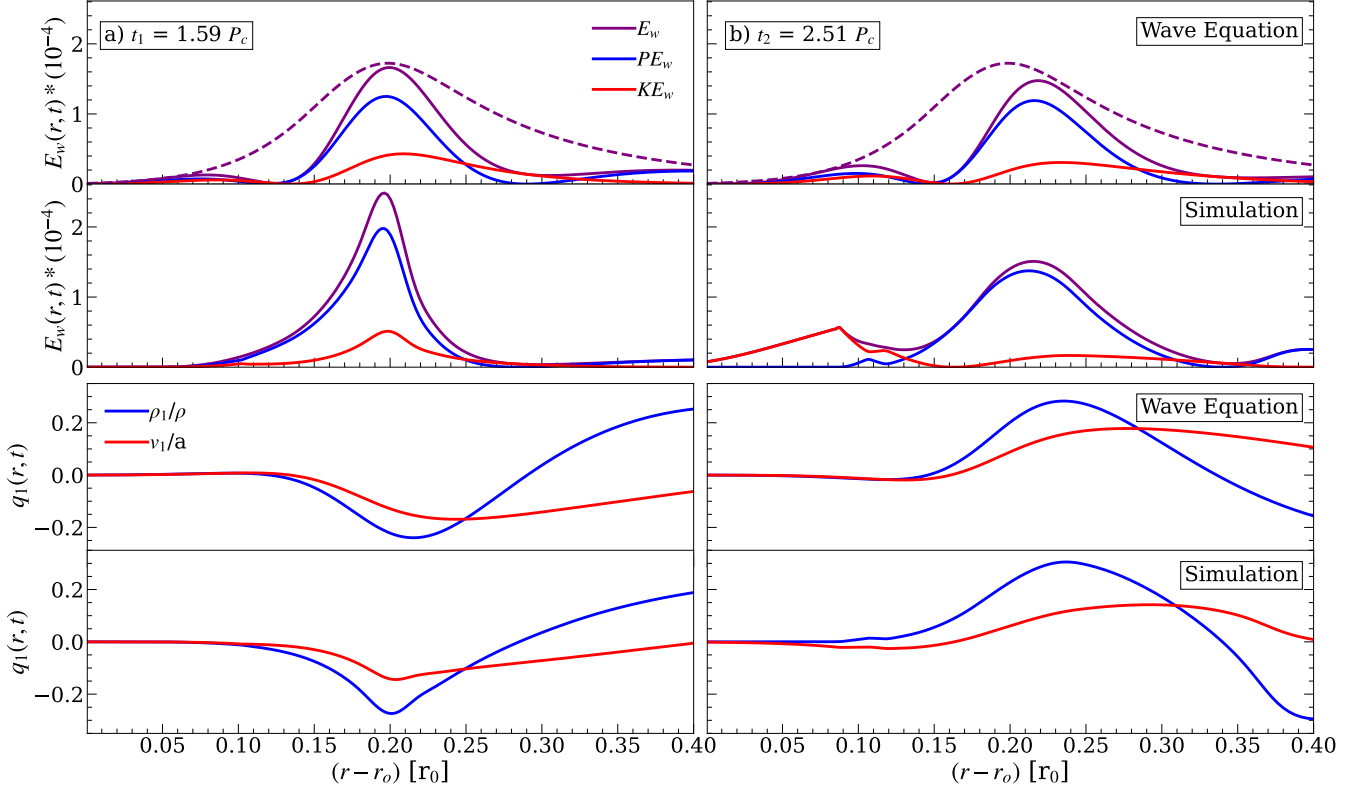 a) t₁ = 1.59 P_c
E_w
PE_w
KE_w
b) t₂ = 2.51 P_c
Wave Equation
E_w(r, t) * (10⁻⁴)
2
1
0
Simulation
E_w(r, t) * (10⁻⁴)
2
1
0
ρ₁/ρ
v₁/a
Wave Equation
q₁(r, t)
0.2
0.0
−0.2
Simulation
q₁(r, t)
0.2
0.0
−0.2
0.05 0.10 0.15 0.20 0.25 0.30 0.35 0.40
0.05 0.10 0.15 0.20 0.25 0.30 0.35 0.40
(r − r_o) [r₀]
(r − r_o) [r₀]